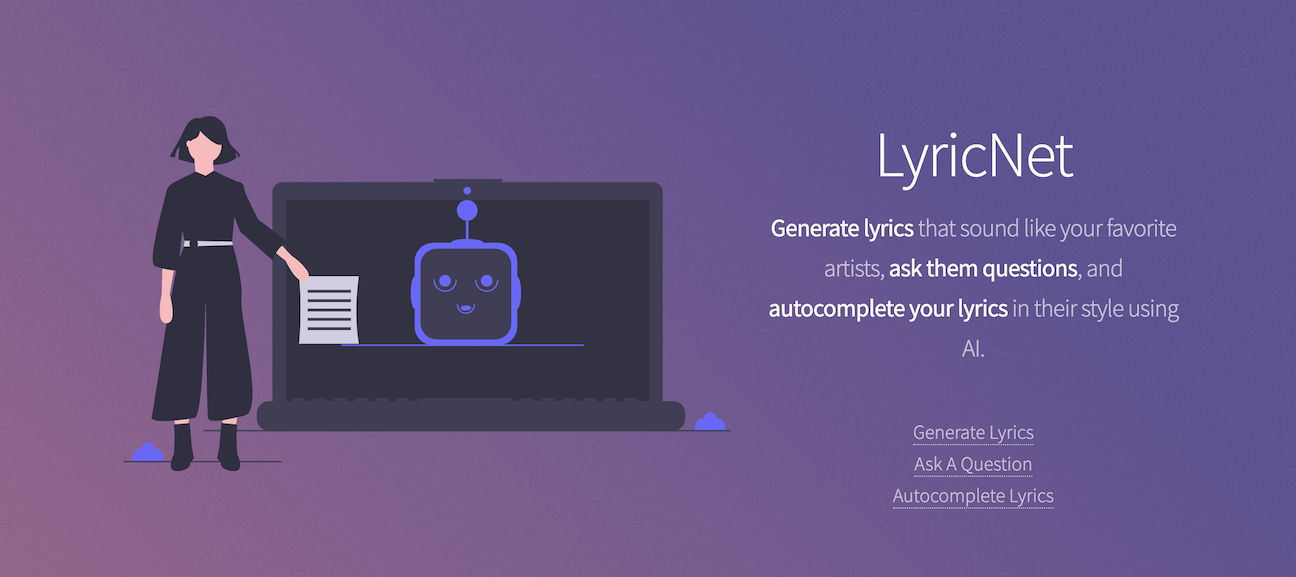 LyricNet
Generate lyrics that sound like your favorite
artists, ask them questions, and
autocomplete your lyrics in their style using
AI.
Generate Lyrics
Ask A Question
Autocomplete Lyrics